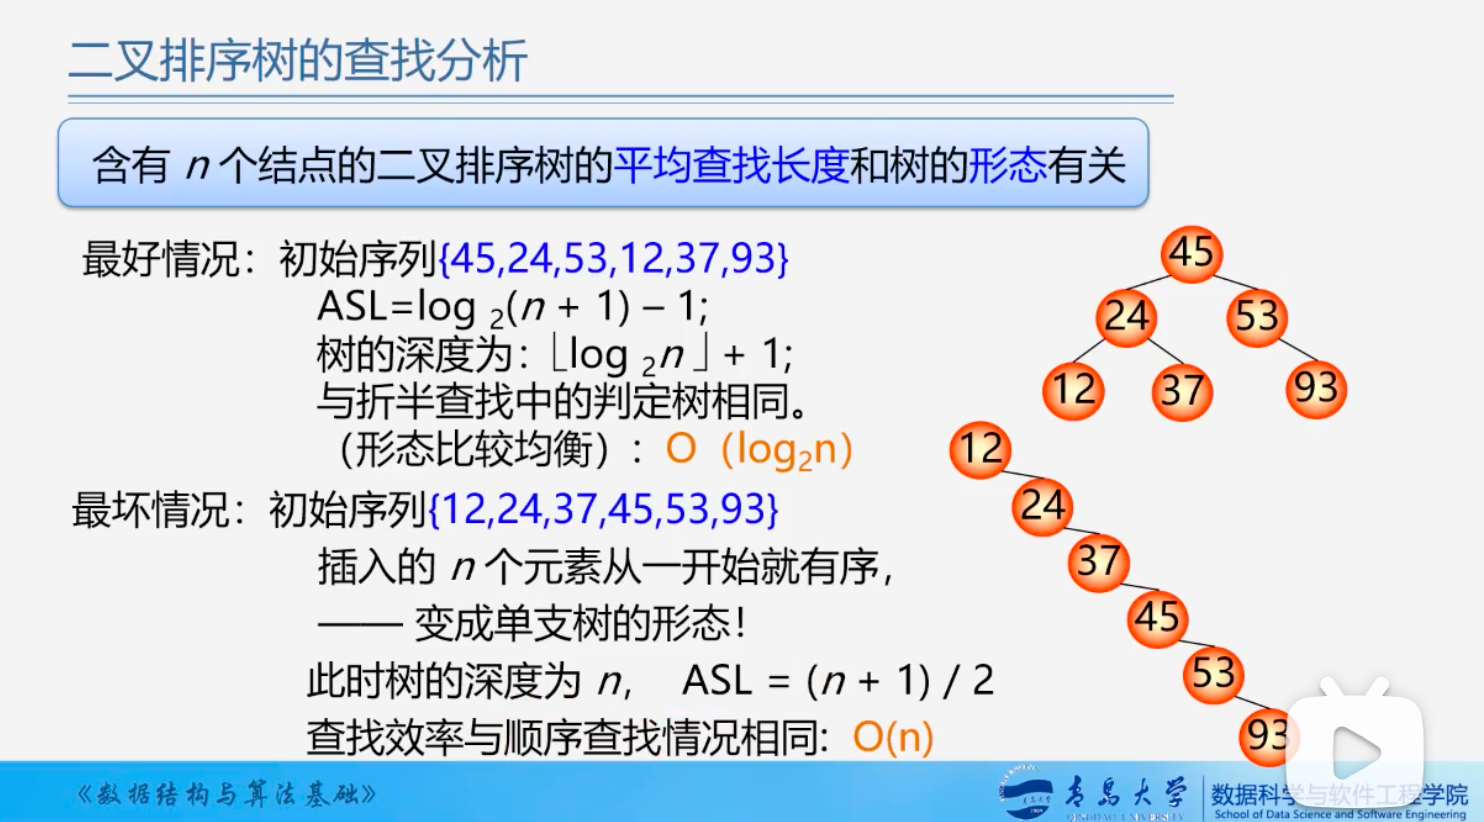 二叉排序树的查找分析
含有 n 个结点的二叉排序树的平均查找长度和树的形态有关
最好情况：初始序列{45,24,53,12,37,93}
ASL=log ₂(n + 1) – 1;
树的深度为：⌊log ₂n⌋ + 1;
与折半查找中的判定树相同。
（形态比较均衡）：O（log₂n）
最坏情况：初始序列{12,24,37,45,53,93}
插入的 n 个元素从一开始就有序，
—— 变成单支树的形态！
此时树的深度为 n，  ASL = (n + 1) / 2
查找效率与顺序查找情况相同: O(n)
45
24 53
12 37 93
12
24
37
45
53
93
《数据结构与算法基础》
青岛大学
QINGDAO UNIVERSITY
数据科学与软件工程学院
School of Data Science and Software Engineering